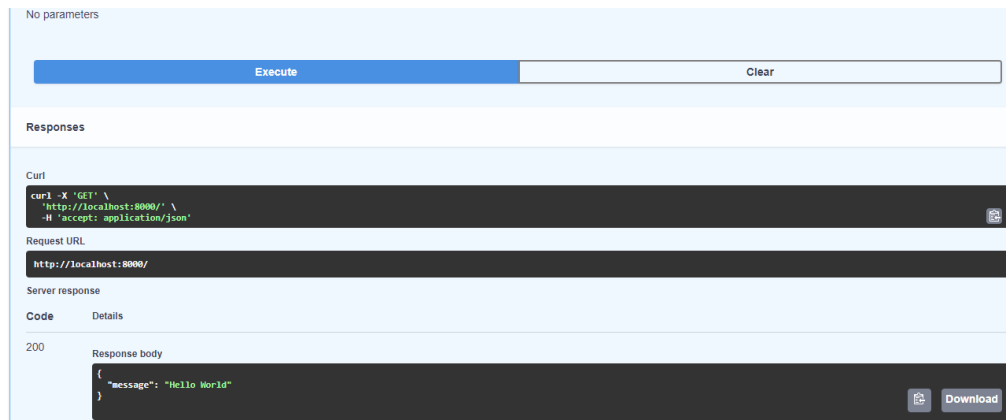 No parameters
Execute
Clear
Responses
Curl
curl -X 'GET' \
'http://localhost:8000/' \
-H 'accept: application/json'
Request URL
http://localhost:8000/
Server response
Code Details
200
Response body
{
"message": "Hello World"
}
Download